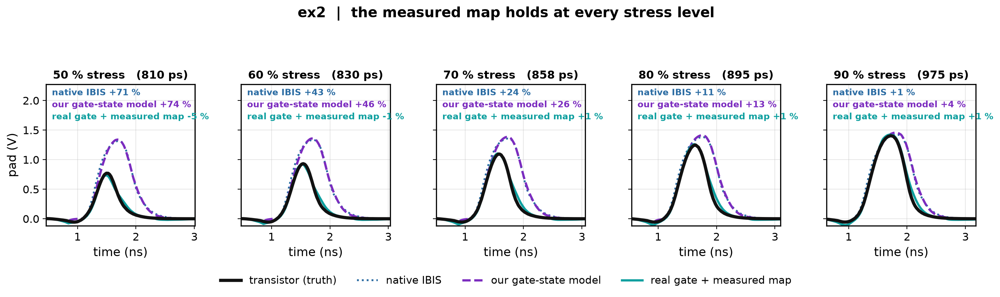 ex2 | the measured map holds at every stress level
50 % stress (810 ps)
native IBIS +71 %
our gate-state model +74 %
real gate + measured map -5 %
60 % stress (830 ps)
native IBIS +43 %
our gate-state model +46 %
real gate + measured map -1 %
70 % stress (858 ps)
native IBIS +24 %
our gate-state model +26 %
real gate + measured map +1 %
80 % stress (895 ps)
native IBIS +11 %
our gate-state model +13 %
real gate + measured map +1 %
90 % stress (975 ps)
native IBIS +1 %
our gate-state model +4 %
real gate + measured map +1 %
pad (V)
2.0
1.5
1.0
0.5
0.0
1 2 3
1 2 3
1 2 3
1 2 3
1 2 3
time (ns)
time (ns)
time (ns)
time (ns)
time (ns)
transistor (truth)
native IBIS
our gate-state model
real gate + measured map